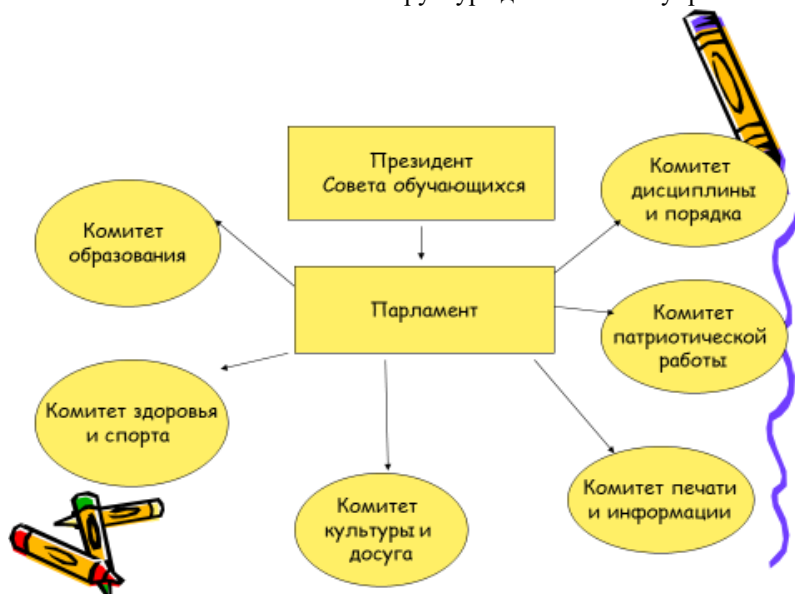 Президент
Совета обучающихся
Комитет
дисциплины
и порядка
Комитет
образования
Парламент
Комитет
патриотической
работы
Комитет здоровья
и спорта
Комитет
культуры и
досуга
Комитет печати
и информации